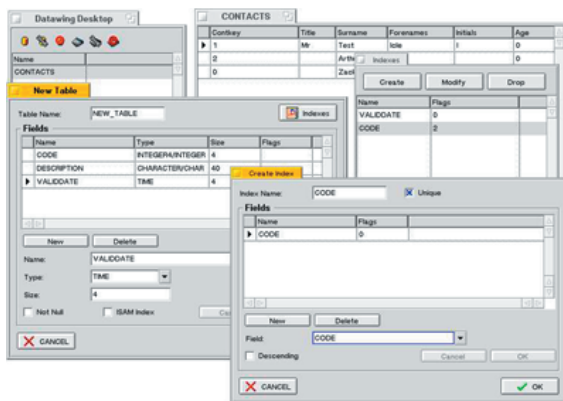 Datawing Desktop
Name
CONTACTS
CONTACTS
Contkey Title Surname Forenames Initials Age
1 Mr Test Idle I 0
2 Arth 0
0 Zac 0
Indexes
Create Modify Drop
Name Flags
VALIDDATE 0
CODE 2
New Table
Table Name: NEW_TABLE Indexes
Fields
Name Type Size Flags
CODE INTEGER4/INTEGER 4
DESCRIPTION CHARACTER/CHAR 40
VALIDDATE TIME 4
New Delete
Name: VALIDDATE
Type: TIME
Size: 4
Not Null ISAM Index
CANCEL
Create Index
Index Name: CODE Unique
Fields
Name Flags
CODE 0
New Delete
Field: CODE
Descending Cancel OK
CANCEL OK